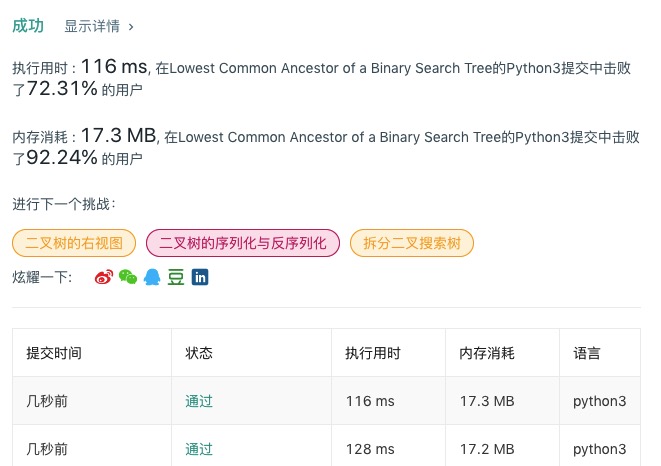 成功 显示详情 ›
执行用时 : 116 ms, 在Lowest Common Ancestor of a Binary Search Tree的Python3提交中击败
了72.31% 的用户
内存消耗 : 17.3 MB, 在Lowest Common Ancestor of a Binary Search Tree的Python3提交中击败
了92.24% 的用户
进行下一个挑战：
二叉树的右视图 二叉树的序列化与反序列化 拆分二叉搜索树
炫耀一下: 豆 in
提交时间 状态 执行用时 内存消耗 语言
几秒前 通过 116 ms 17.3 MB python3
几秒前 通过 128 ms 17.2 MB python3